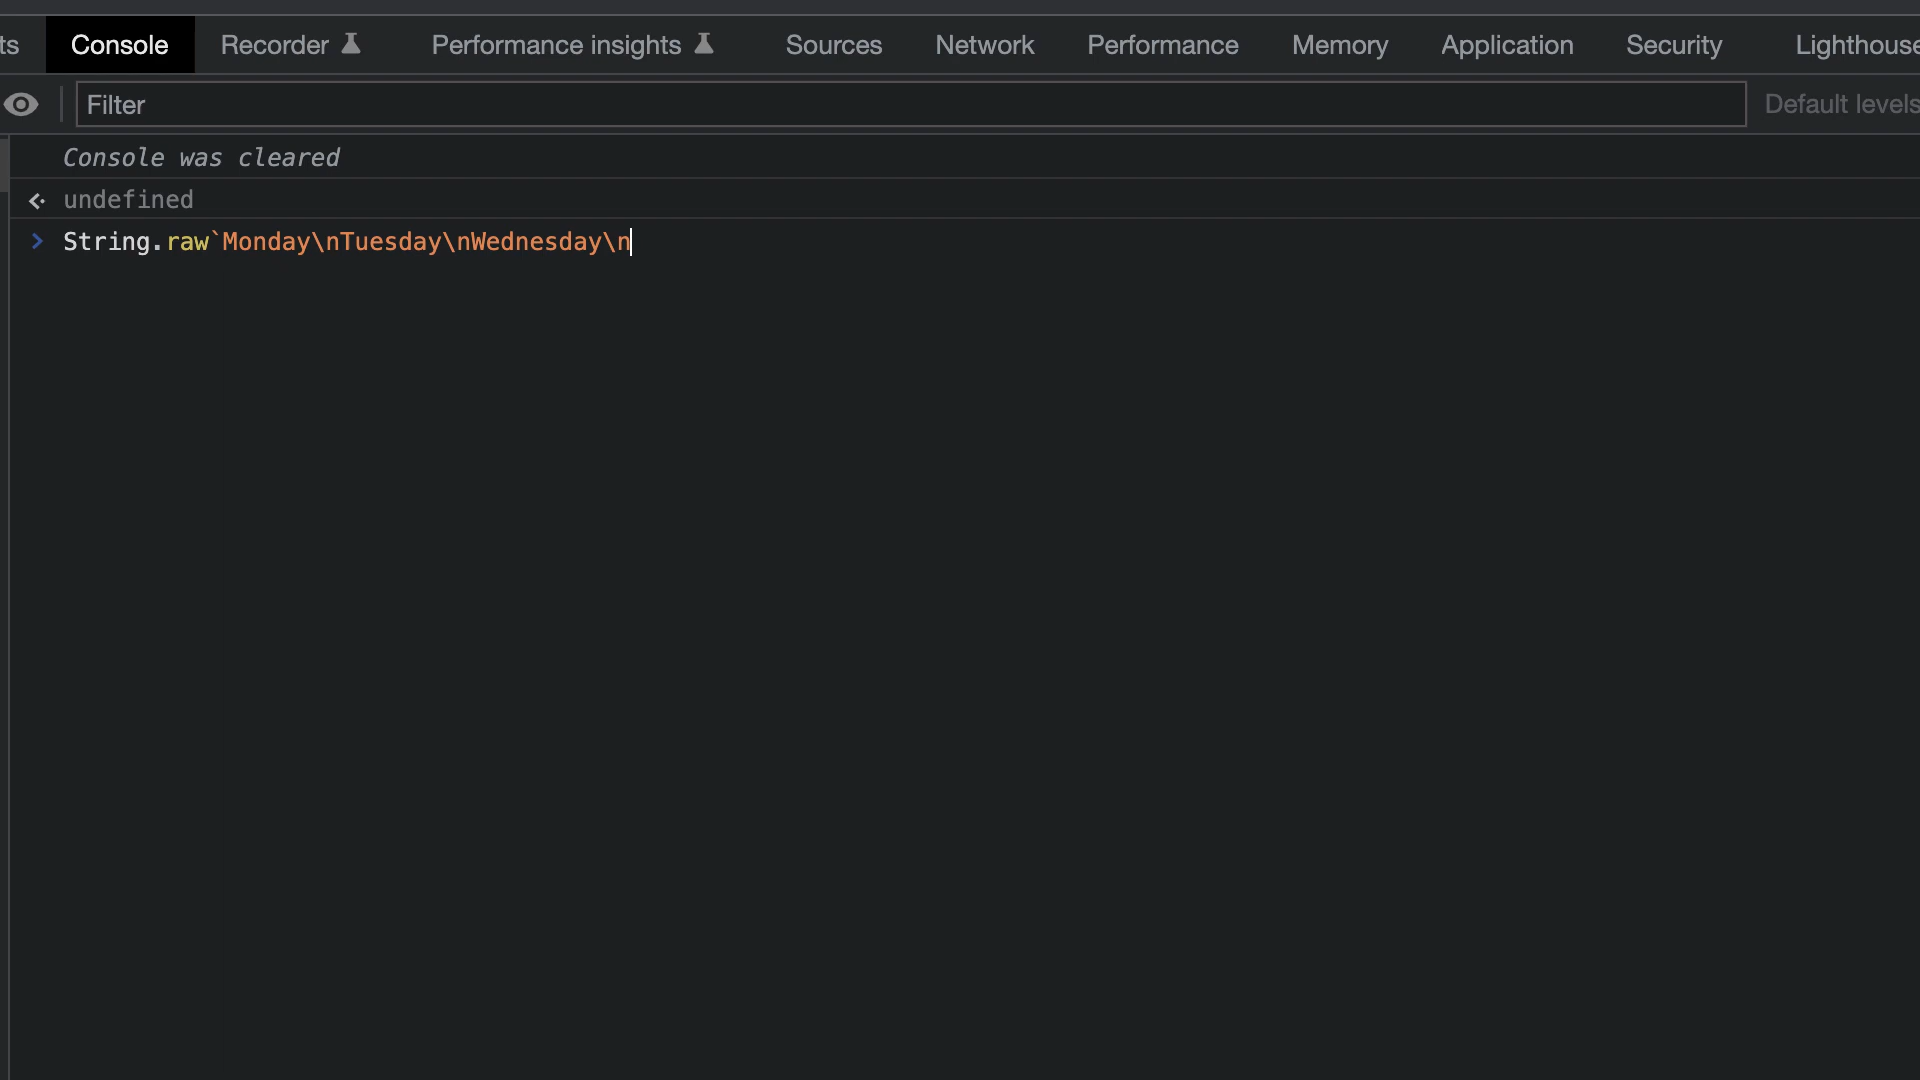 ts Console Recorder Performance insights Sources Network Performance Memory Application Security Lighthouse
Filter Default levels
Console was cleared
undefined
String.raw`Monday\nTuesday\nWednesday\n